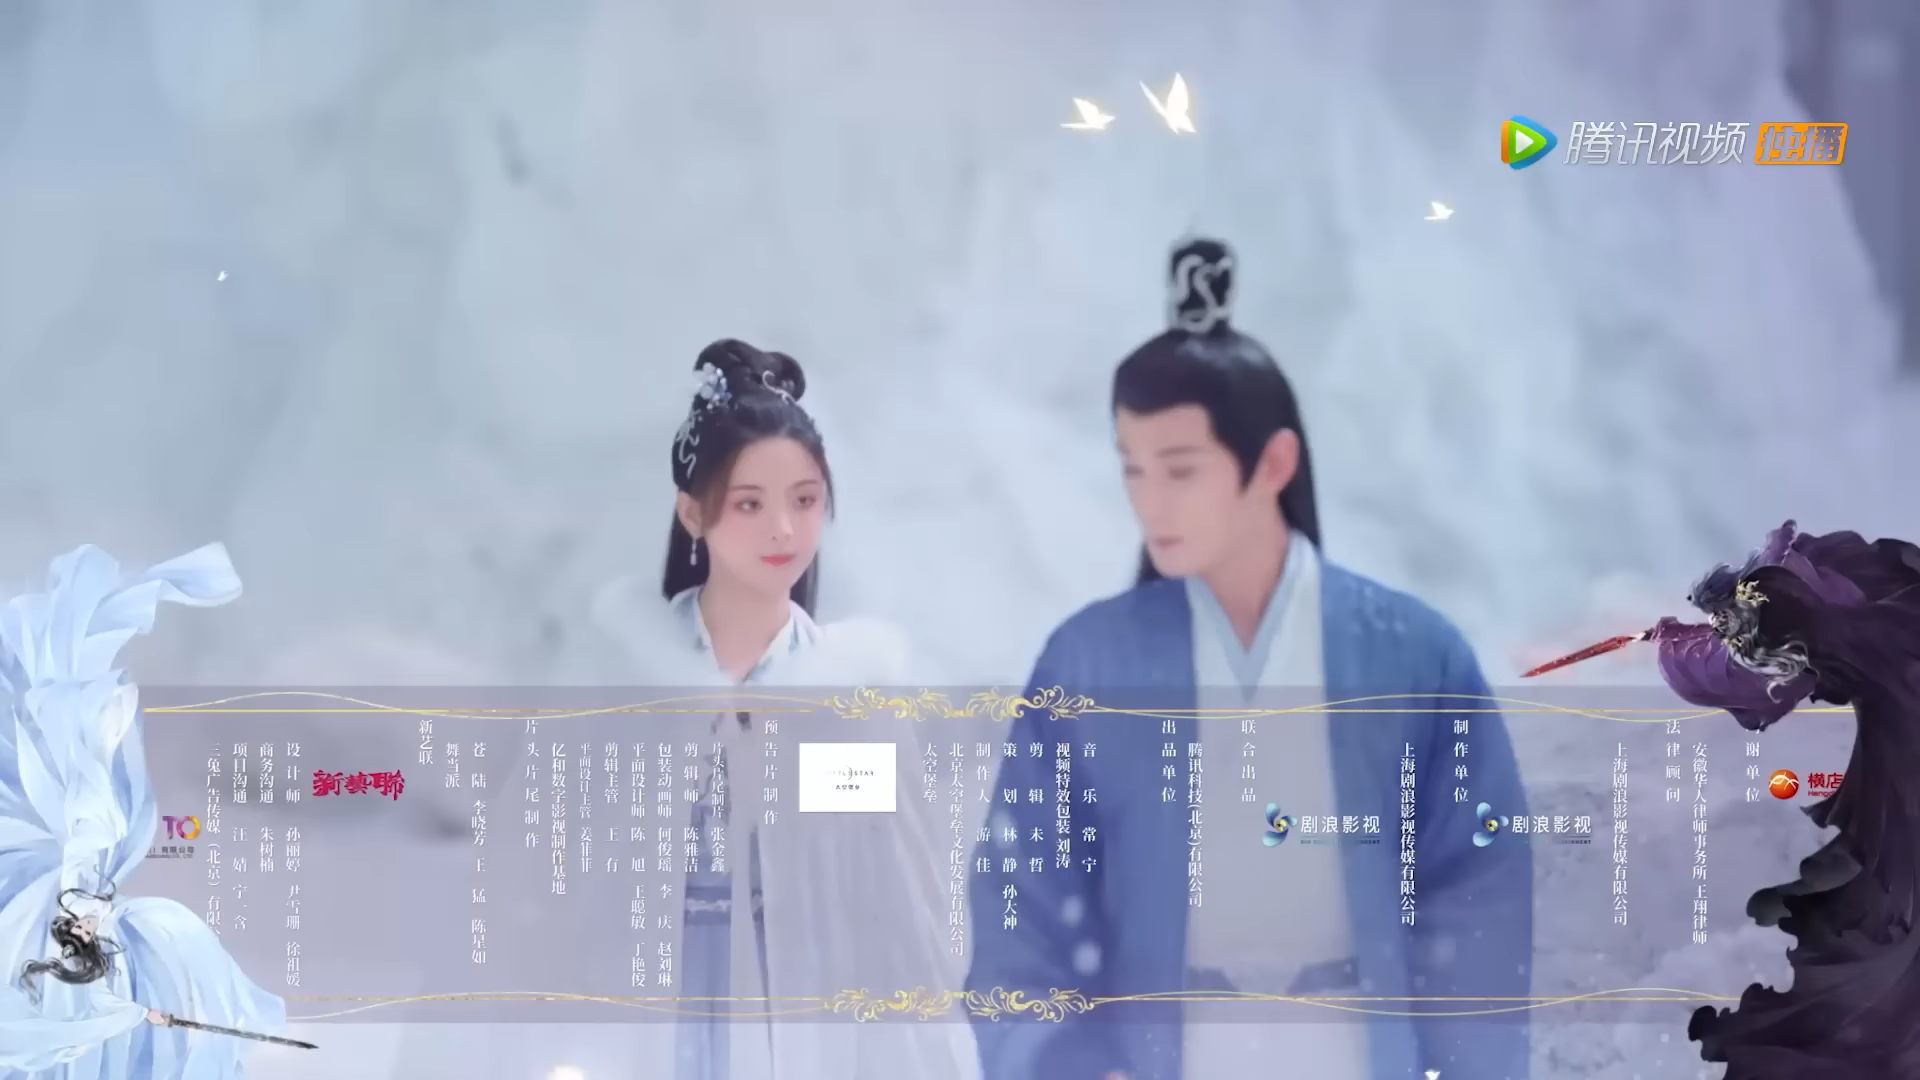 腾讯视频 独播
谢单位
横店
法律顾问
安徽华人律师事务所 王翔律师
上海剧浪影视传媒有限公司
制作单位
剧浪影视
上海剧浪影视传媒有限公司
联合出品
剧浪影视
出品单位
腾讯科技(北京)有限公司
音乐 常宁
视频特效包装 刘涛
剪辑 未哲
策划 林静 孙大神
制作人 游佳
北京太空堡垒文化发展有限公司
太空堡垒
预告片制作
片头片尾制片 张金鑫
剪辑师 陈雅洁
包装动画师 何俊瑶 李庆 赵刘琳
平面设计师 陈旭 王聪敏 丁艳俊
剪辑主管 王有
平面设计主管 姜菲菲
亿和数字影视制作基地
片头片尾制作
苍陆 李晓芳 王猛 陈星如
舞当派
新艺联
新藝聯
设计师 孙丽婷 尹雪珊 徐祖媛
商务沟通 朱树楠
项目沟通 汪婧 宁一含
三兔广告传媒(北京)有限
TO